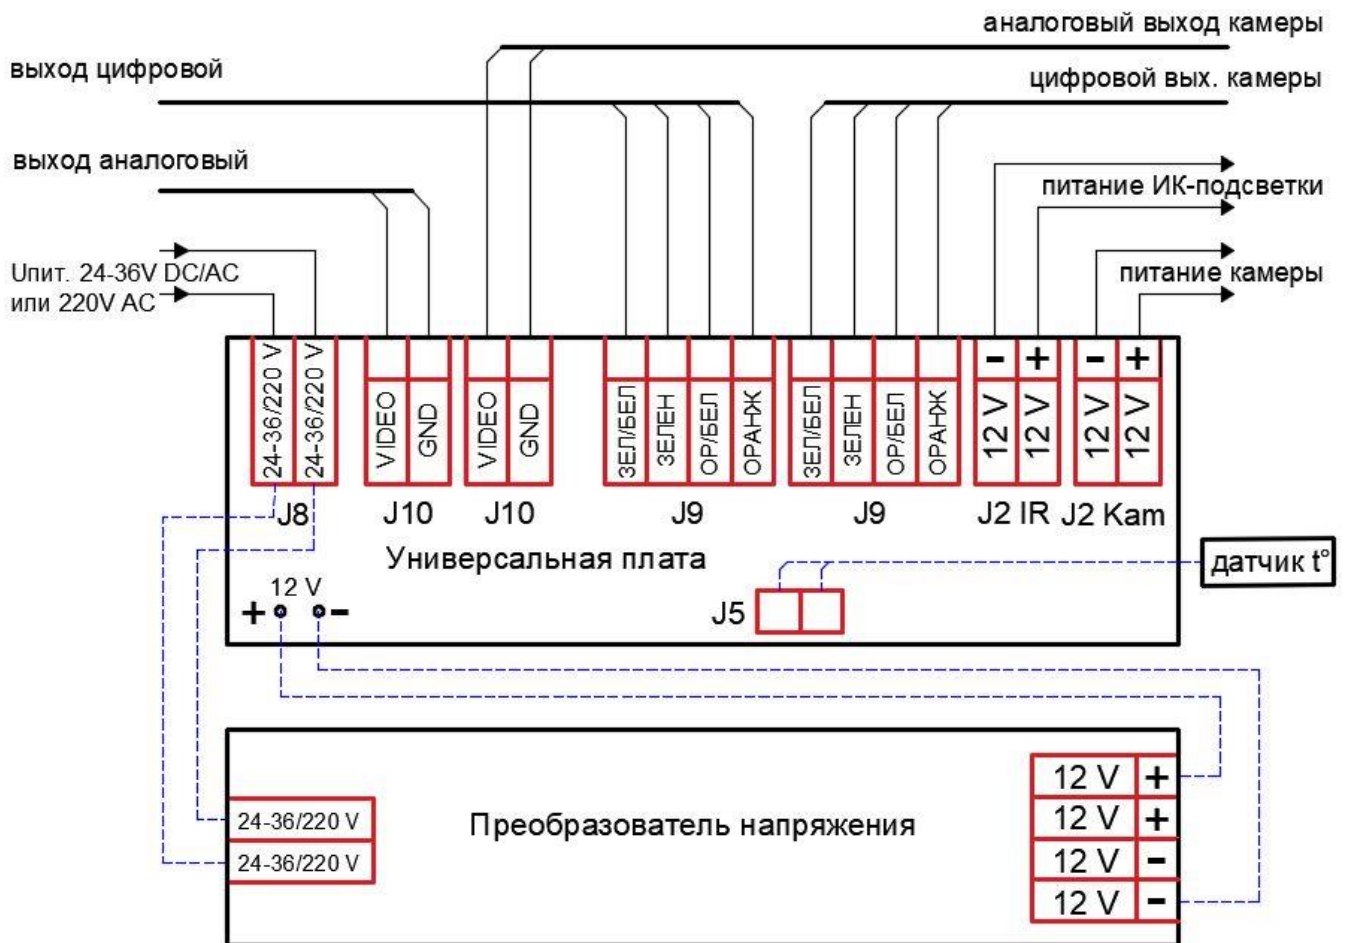 аналоговый выход камеры
выход цифровой
цифровой вых. камеры
выход аналоговый
питание ИК-подсветки
Uпит. 24-36V DC/AC
или 220V AC
питание камеры
24-36/220 V
24-36/220 V
VIDEO
GND
VIDEO
GND
ЗЕЛ/БЕЛ
ЗЕЛЕН
ОР/БЕЛ
ОРАНЖ
ЗЕЛ/БЕЛ
ЗЕЛЕН
ОР/БЕЛ
ОРАНЖ
- + - +
12 V
12 V
12 V
12 V
J8 J10 J10 J9 J9 J2 IR J2 Kam
Универсальная плата
датчик t°
12 V
+ -
J5
12 V +
12 V +
12 V -
12 V -
24-36/220 V
24-36/220 V
Преобразователь напряжения